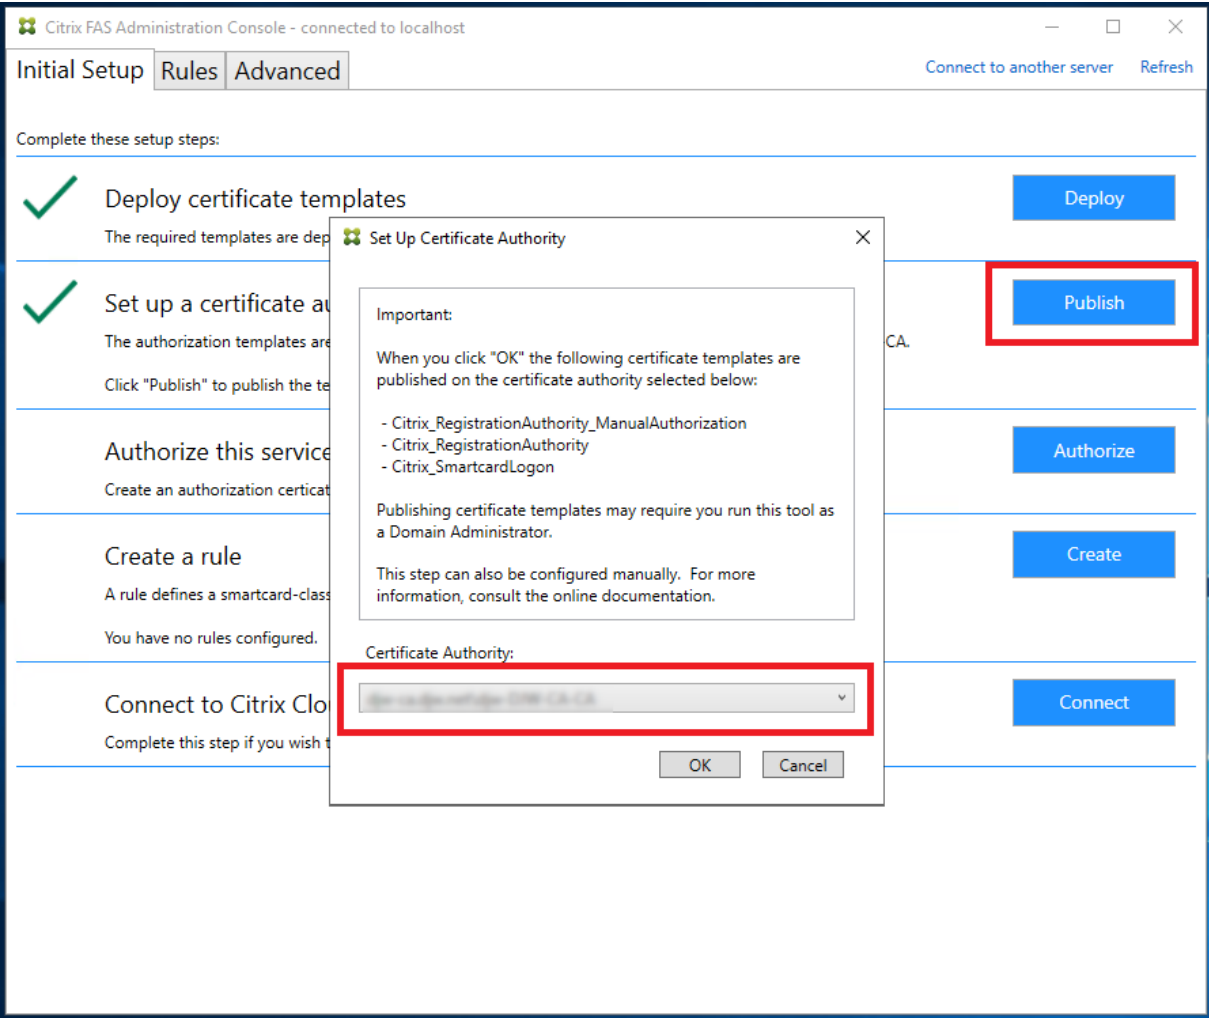 Citrix FAS Administration Console - connected to localhost
Initial Setup Rules Advanced Connect to another server Refresh
Complete these setup steps:
Deploy certificate templates
Deploy
The required templates are dep
Set up a certificate au
Publish
The authorization templates are
CA.
Click "Publish" to publish the te
Authorize this service
Authorize
Create an authorization certicat
Create a rule
Create
A rule defines a smartcard-class
You have no rules configured.
Connect to Citrix Clo
Connect
Complete this step if you wish t
Set Up Certificate Authority
Important:
When you click "OK" the following certificate templates are
published on the certificate authority selected below:
- Citrix_RegistrationAuthority_ManualAuthorization
- Citrix_RegistrationAuthority
- Citrix_SmartcardLogon
Publishing certificate templates may require you run this tool as
a Domain Administrator.
This step can also be configured manually. For more
information, consult the online documentation.
Certificate Authority:
OK Cancel